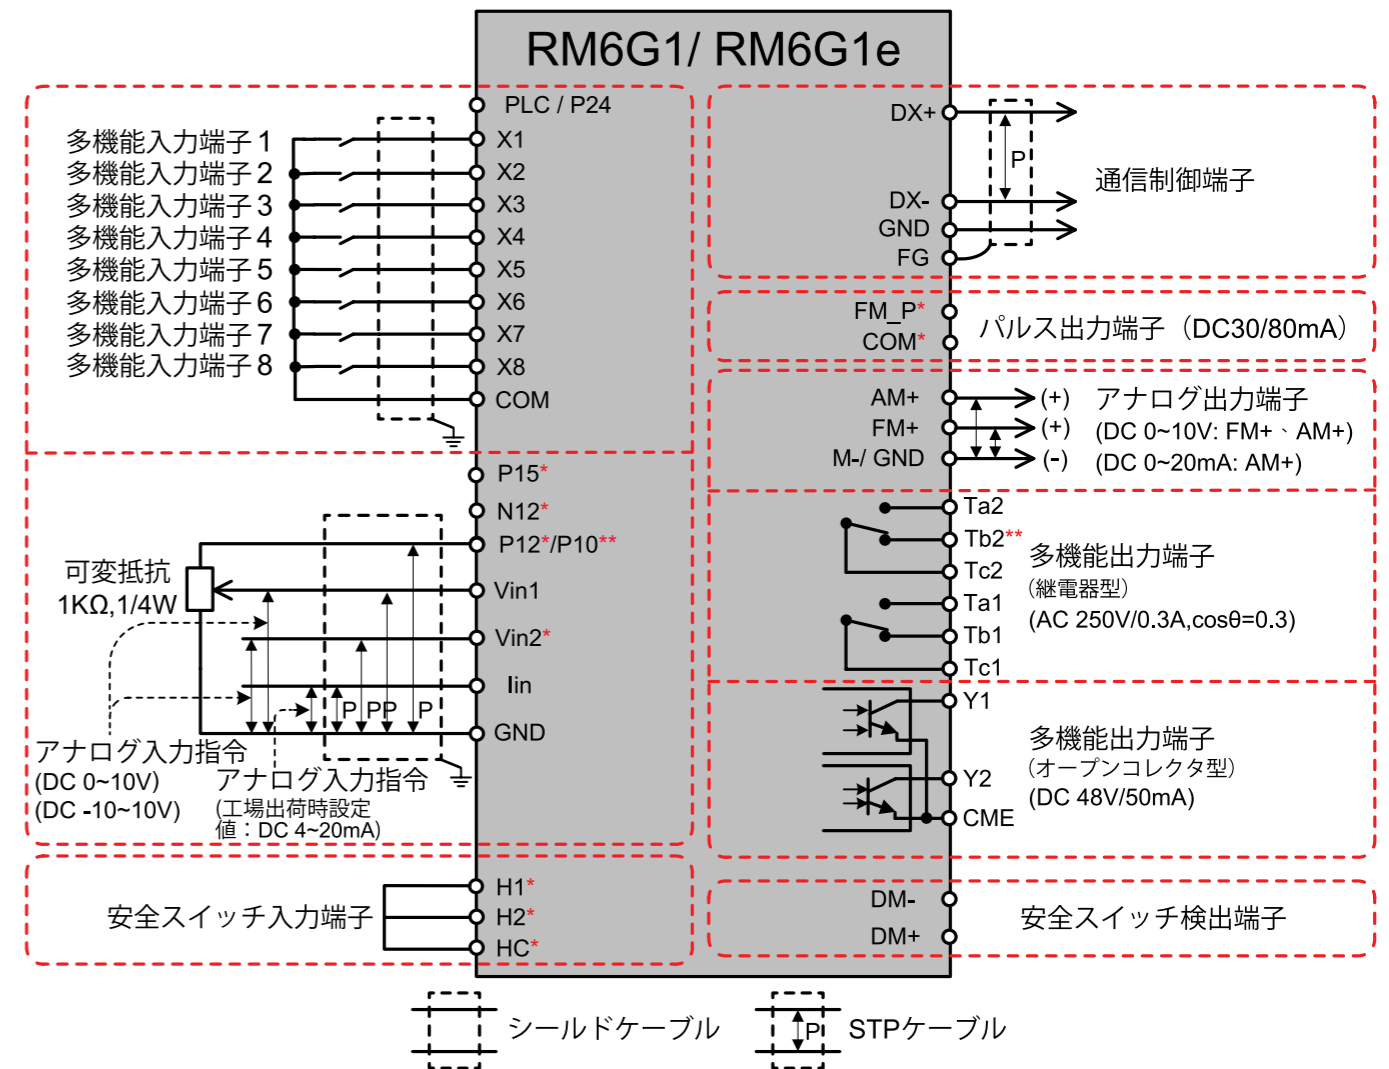 RM6G1/ RM6G1e
PLC / P24
多機能入力端子 1
X1
多機能入力端子 2
X2
多機能入力端子 3
X3
多機能入力端子 4
X4
多機能入力端子 5
X5
多機能入力端子 6
X6
多機能入力端子 7
X7
多機能入力端子 8
X8
COM
P15*
N12*
P12*/P10**
可変抵抗
1KΩ,1/4W
Vin1
Vin2*
Iin
P PP P
GND
アナログ入力指令
(DC 0~10V)
(DC -10~10V)
アナログ入力指令
(工場出荷時設定
値：DC 4~20mA)
安全スイッチ入力端子
H1*
H2*
HC*
DX+
P
DX-
GND
FG
通信制御端子
FM_P*
COM*
パルス出力端子（DC30/80mA）
AM+
(+)
FM+
(+)
M-/ GND
(-)
アナログ出力端子
(DC 0~10V: FM+、AM+)
(DC 0~20mA: AM+)
Ta2
Tb2**
Tc2
Ta1
Tb1
Tc1
多機能出力端子
（継電器型）
(AC 250V/0.3A,cosθ=0.3)
Y1
Y2
CME
多機能出力端子
（オープンコレクタ型）
(DC 48V/50mA)
DM-
DM+
安全スイッチ検出端子
シールドケーブル
P
STPケーブル